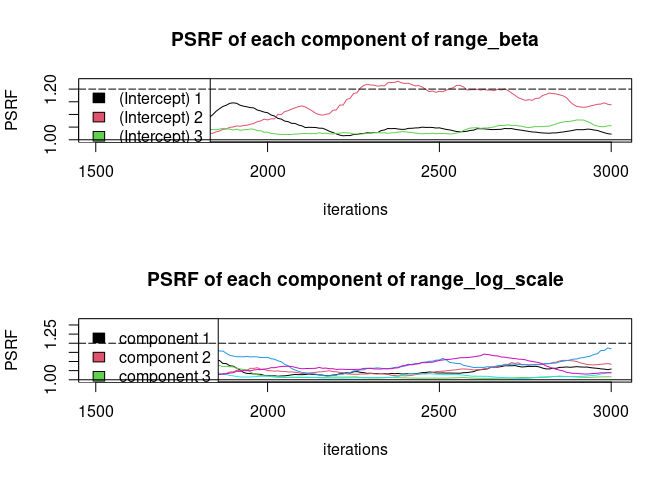 PSRF of each component of range_beta
PSRF
1.00
1.20
(Intercept) 1
(Intercept) 2
(Intercept) 3
1500
2000
2500
3000
iterations
PSRF of each component of range_log_scale
PSRF
1.00
1.25
component 1
component 2
component 3
1500
2000
2500
3000
iterations